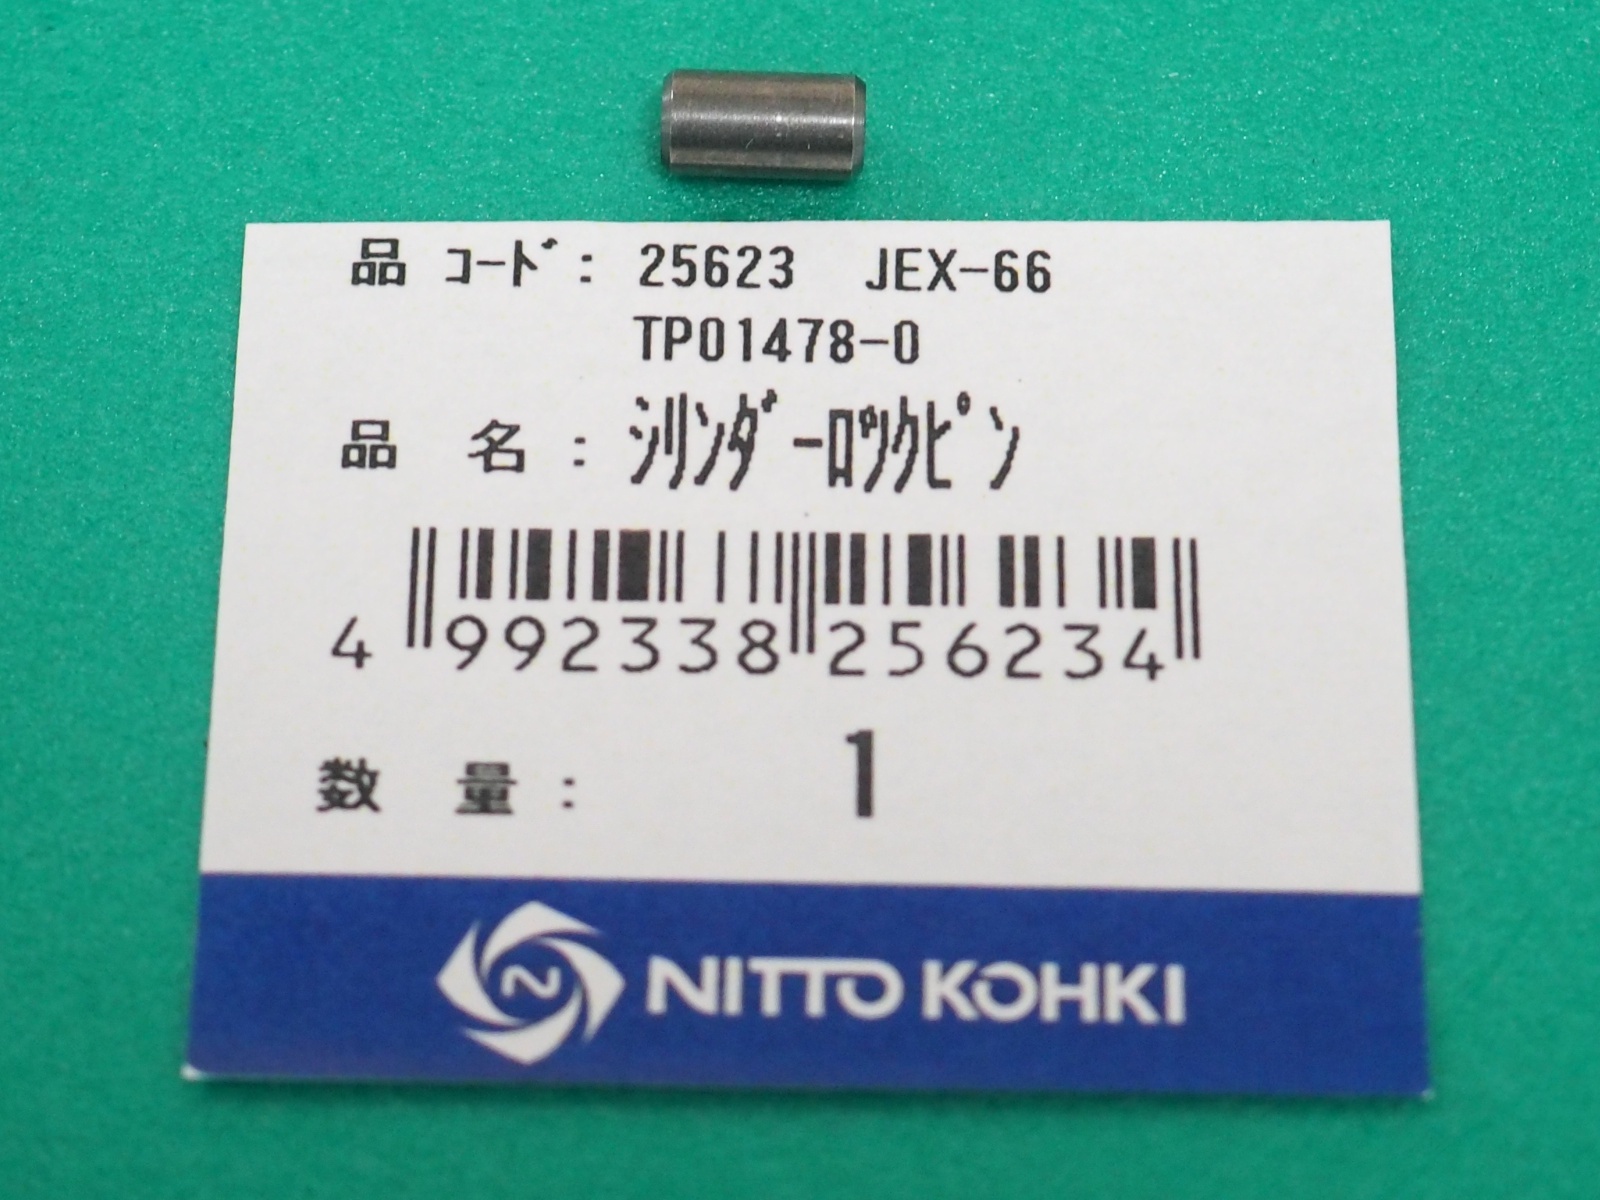 品 ｺｰﾄﾞ: 25623 JEX-66
TP01478-0
品 名: ｼﾘﾝﾀﾞｰﾛﾂｸﾋﾟﾝ
4 992338 256234
数 量: 1
NITTO KOHKI